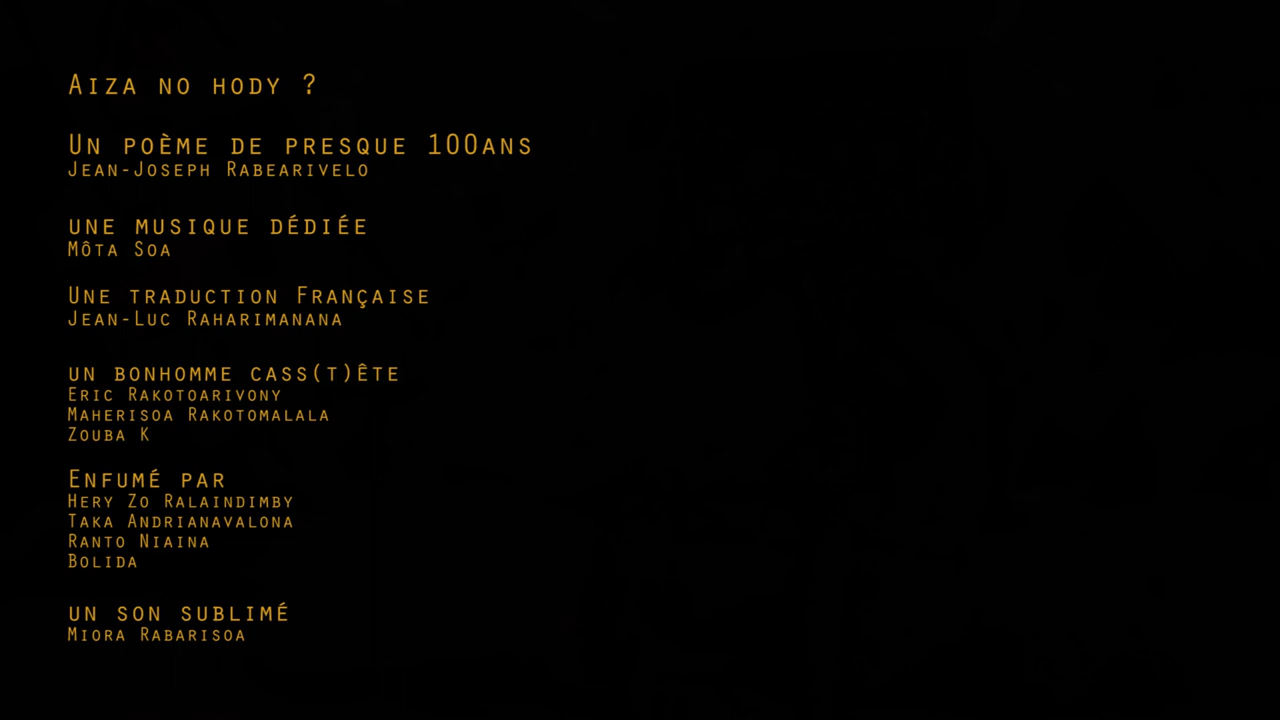 Aiza no hody ?
Un poème de presque 100ans
Jean-Joseph Rabearivelo
une musique dédiée
Môta Soa
Une traduction Française
Jean-Luc Raharimanana
un bonhomme cass(t)ête
Eric Rakotoarivony
Maherisoa Rakotomalala
Zouba K
Enfumé par
Hery Zo Ralaindimby
Taka Andrianavalona
Ranto Niaina
Bolida
un son sublimé
Miora Rabarisoa